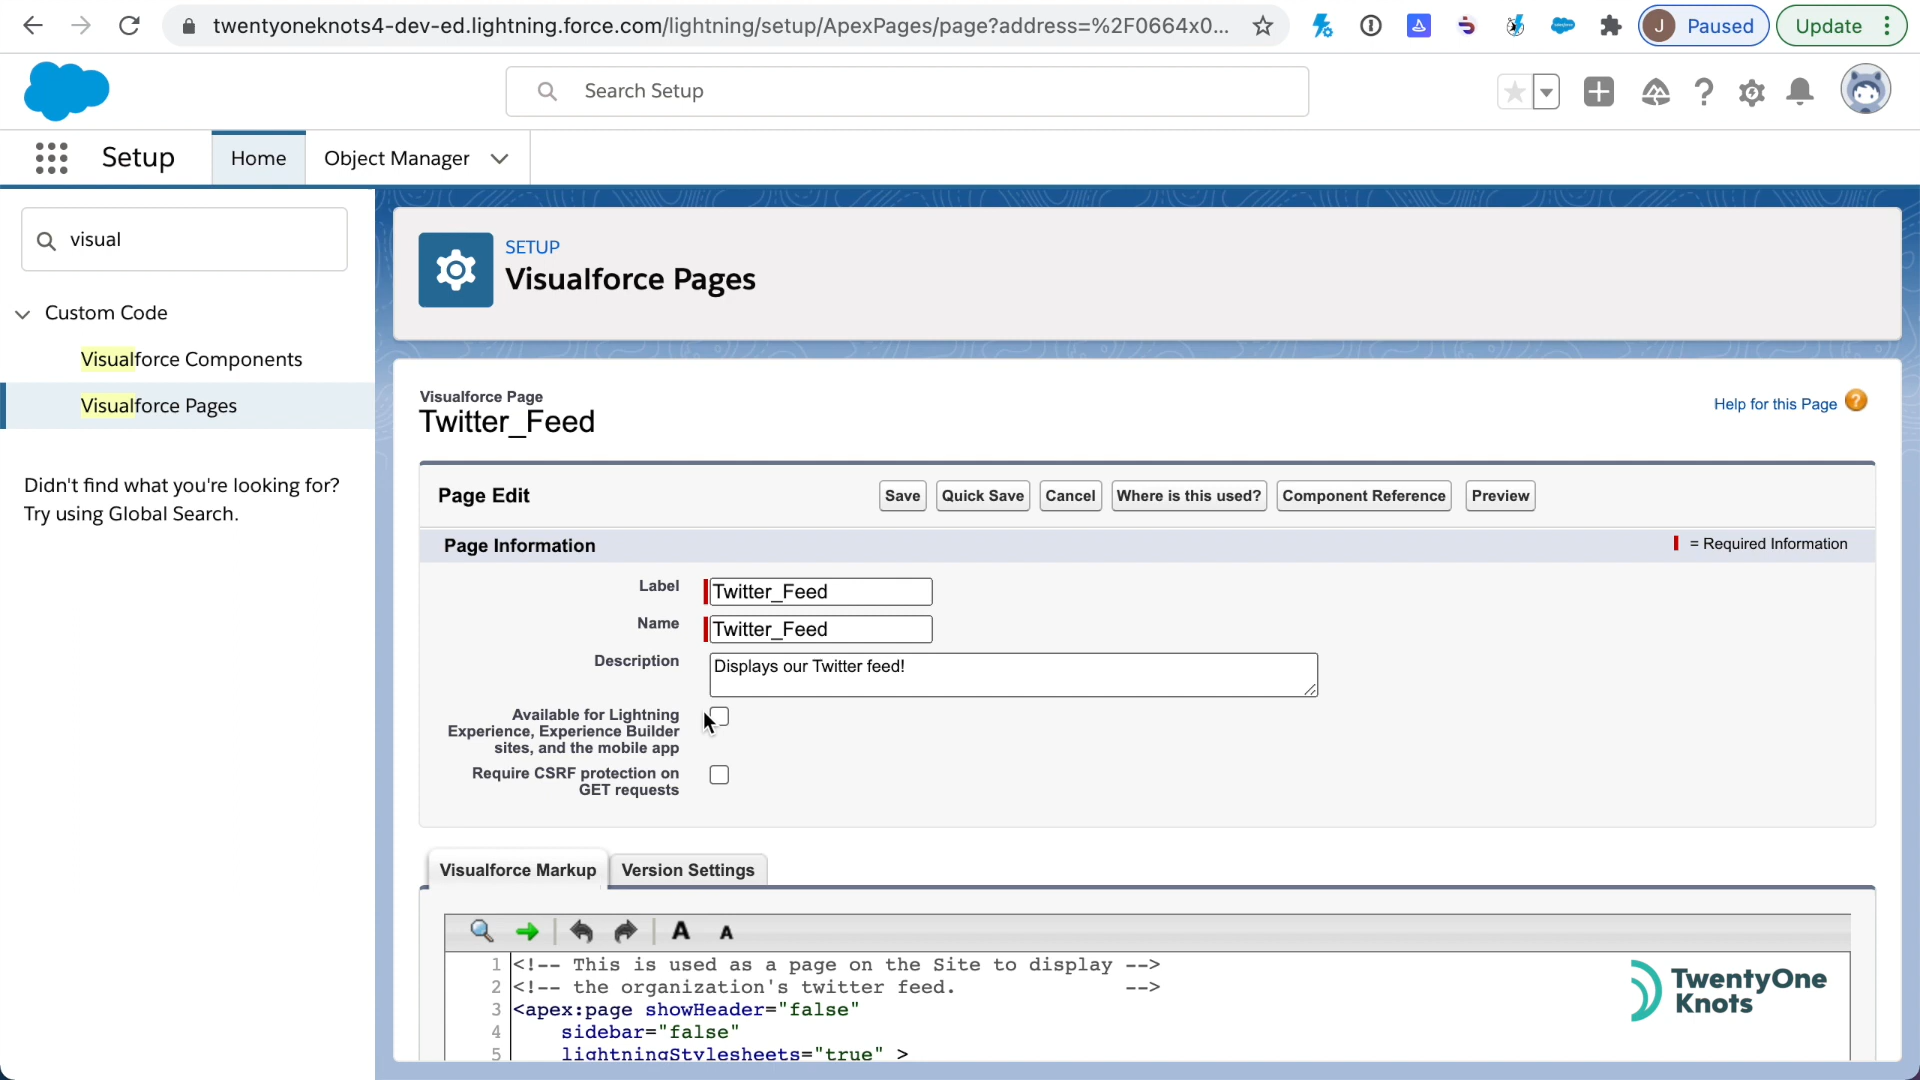 twentyoneknots4-dev-ed.lightning.force.com/lightning/setup/ApexPages/page?address=%2F0664x0...
J Paused
Update
Search Setup
Setup
Home
Object Manager
visual
Custom Code
Visualforce Components
Visualforce Pages
Didn't find what you're looking for?
Try using Global Search.
SETUP
Visualforce Pages
Visualforce Page
Twitter_Feed
Help for this Page ?
Page Edit
Save
Quick Save
Cancel
Where is this used?
Component Reference
Preview
Page Information
= Required Information
Label
Twitter_Feed
Name
Twitter_Feed
Description
Displays our Twitter feed!
Available for Lightning
Experience, Experience Builder
sites, and the mobile app
Require CSRF protection on
GET requests
Visualforce Markup
Version Settings
A A
1 <!-- This is used as a page on the Site to display -->
2 <!-- the organization's twitter feed. -->
3 <apex:page showHeader="false"
4 sidebar="false"
5 lightningStylesheets="true" >
TwentyOne
Knots